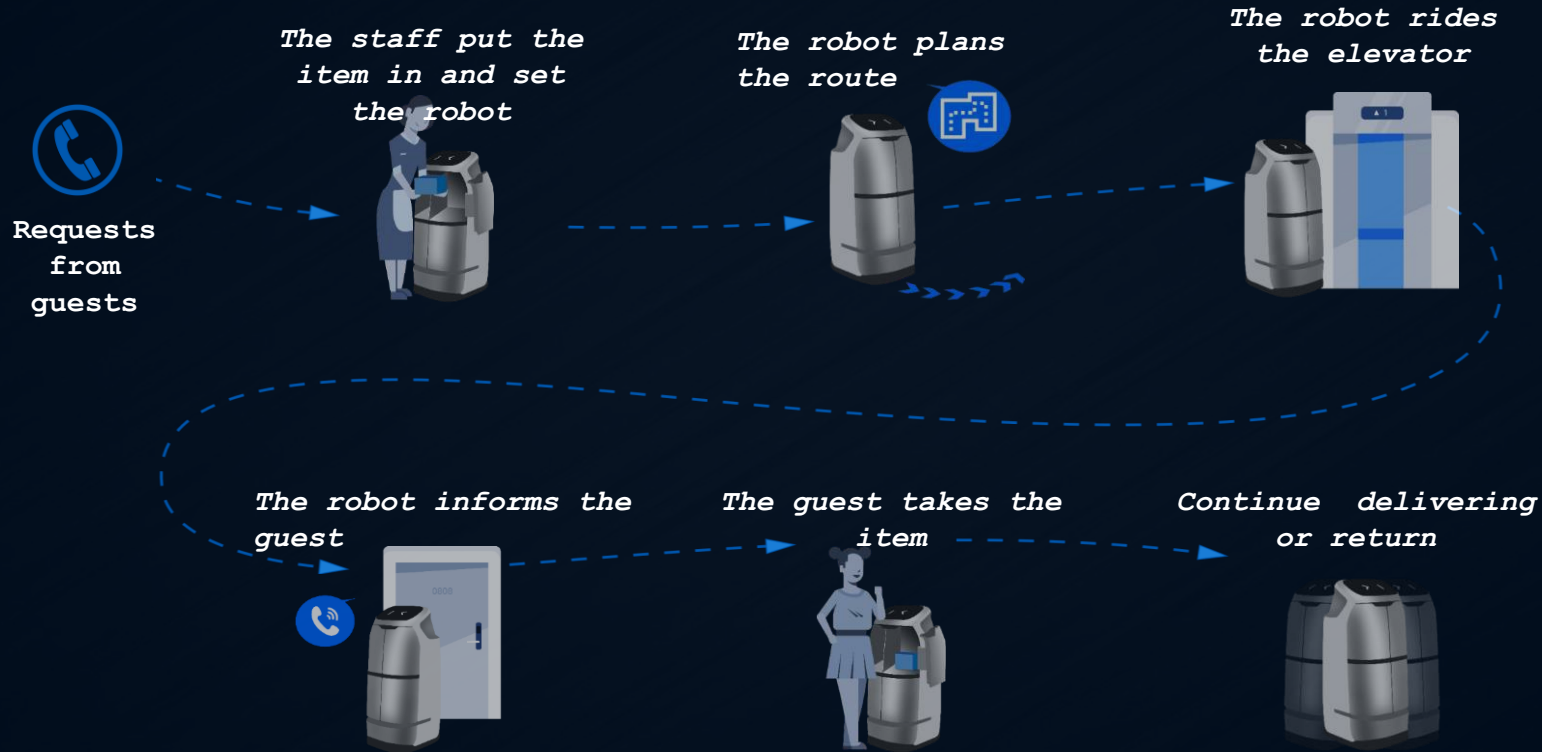 Requests
from
guests
The staff put the
item in and set
the robot
The robot plans
the route
The robot rides
the elevator
▲ 1
The robot informs the
guest
The guest takes the
item
Continue  delivering
or return